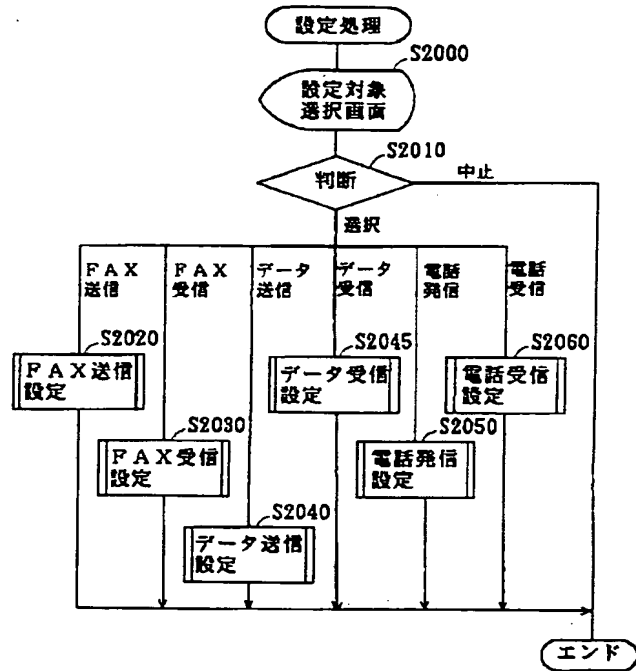 設定処理
S2000
設定対象
選択画面
S2010
判断
中止
選択
ＦＡＸ
送信
ＦＡＸ
受信
データ
送信
データ
受信
電話
発信
電話
受信
S2020
ＦＡＸ送信
設定
S2045
データ受信
設定
S2060
電話受信
設定
S2030
ＦＡＸ受信
設定
S2050
電話発信
設定
S2040
データ送信
設定
エンド